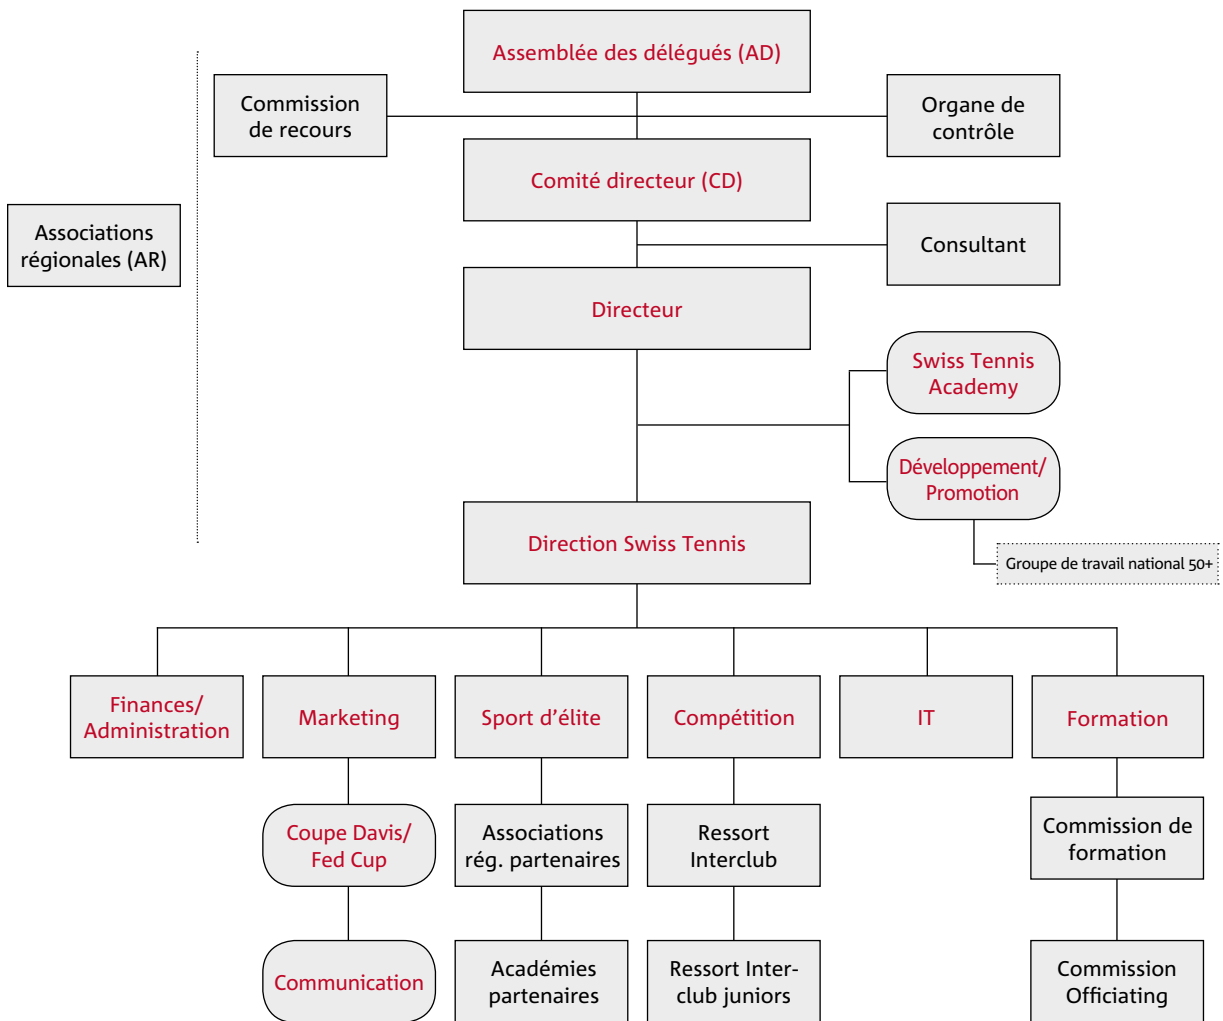 Assemblée des délégués (AD)
Commission
de recours
Organe de
contrôle
Comité directeur (CD)
Associations
régionales (AR)
Consultant
Directeur
Swiss Tennis
Academy
Développement/
Promotion
Direction Swiss Tennis
Groupe de travail national 50+
Finances/
Administration
Marketing
Sport d'élite
Compétition
IT
Formation
Coupe Davis/
Fed Cup
Associations
rég. partenaires
Ressort
Interclub
Commission de
formation
Communication
Académies
partenaires
Ressort Inter-
club juniors
Commission
Officiating